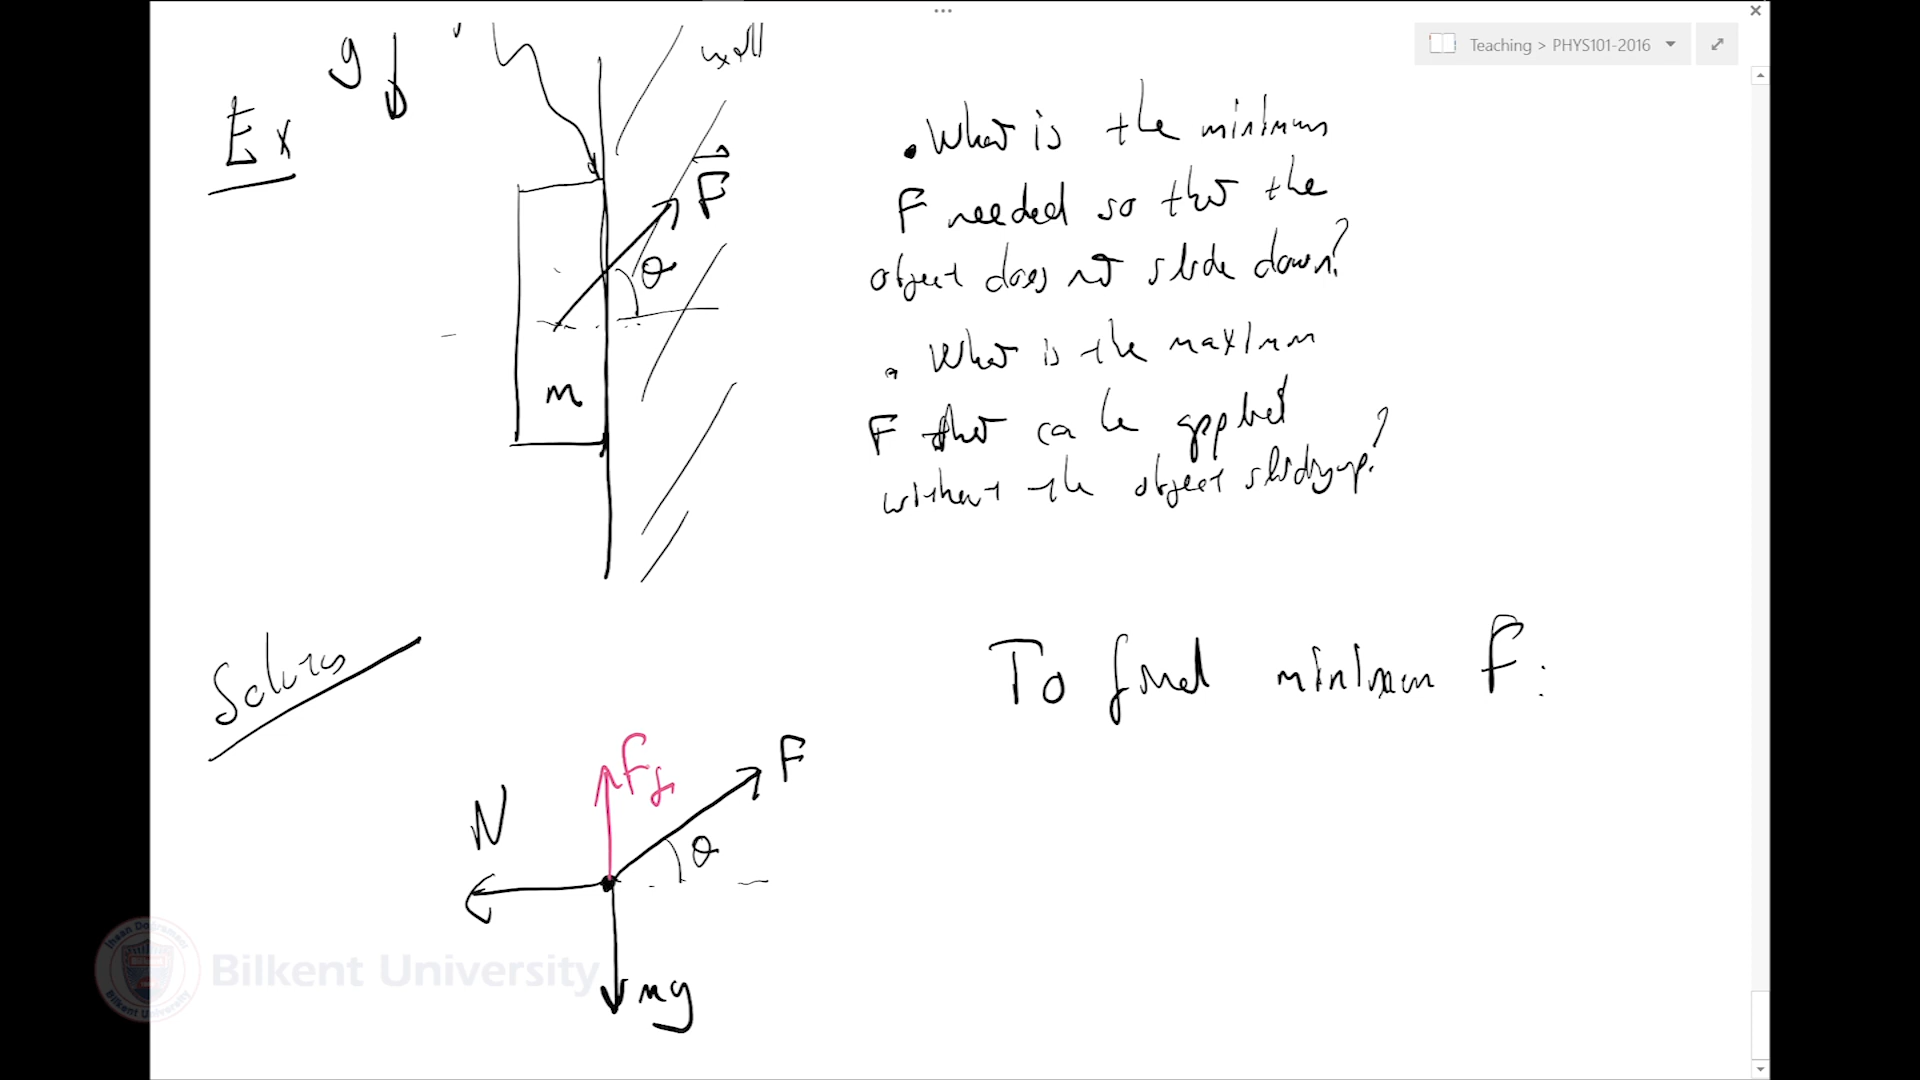 Teaching > PHYS101-2016
g
wall
Ex
F
θ
m
. What is the minimum
F needed so that the
object does not slide down?
. What is the maximum
F that can be applied
without the object sliding up?
Solution
To find minimum F:
F
Ff
N
θ
mg
Bilkent University